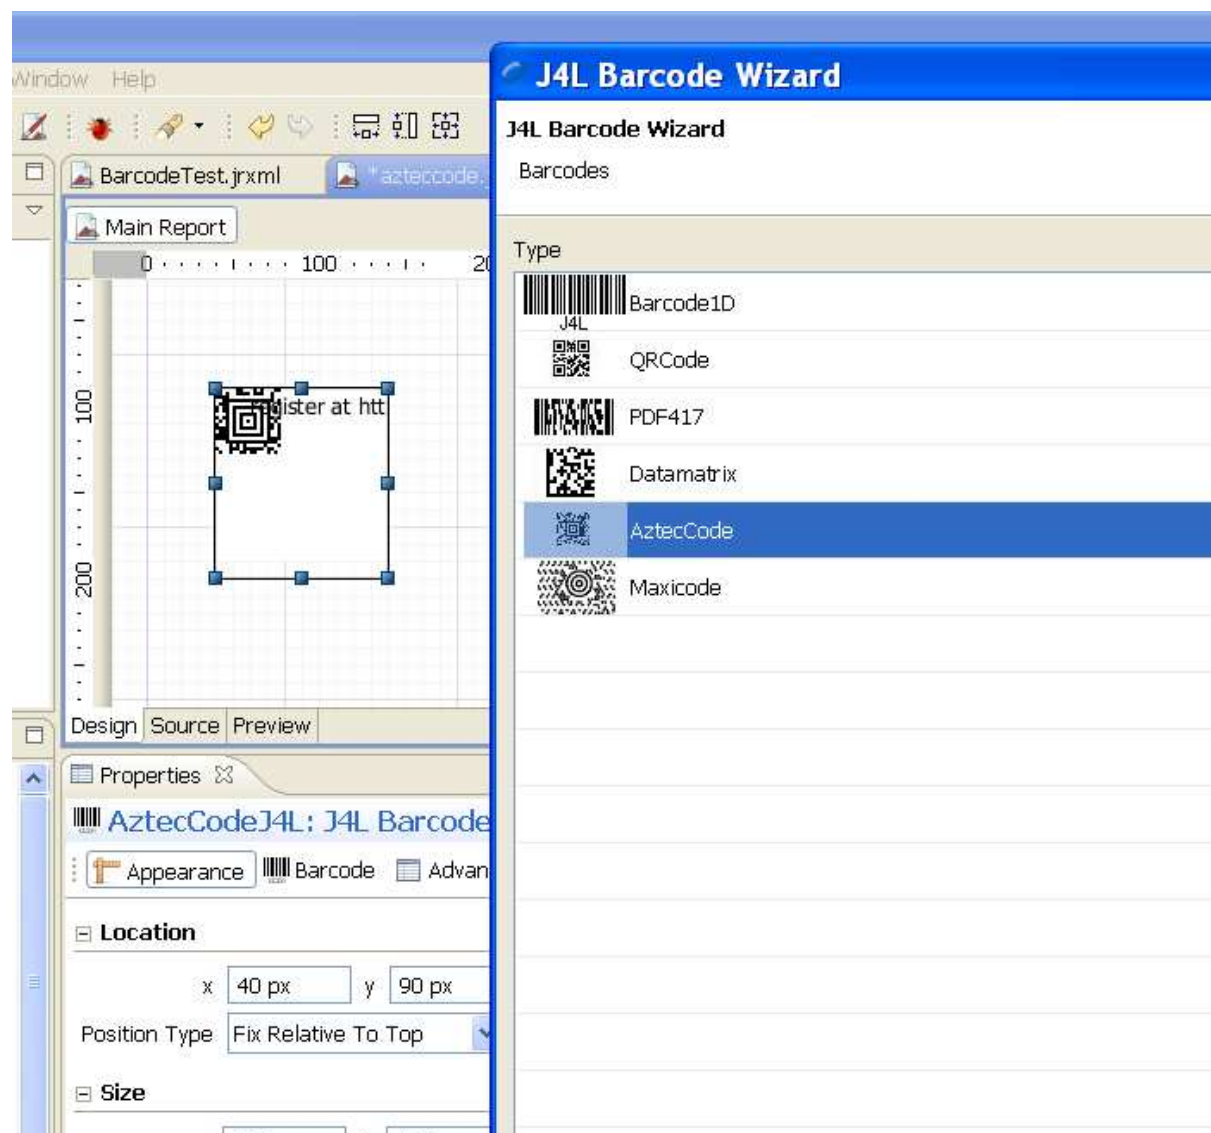 J4L Barcode Wizard
Window Help
J4L Barcode Wizard
BarcodeTest.jrxml
*azteccode.
Barcodes
Main Report
Type
0 100 20
Barcode1D
J4L
QRCode
100
register at htt
PDF417
Datamatrix
AztecCode
200
Maxicode
Design Source Preview
Properties
AztecCodeJ4L: J4L Barcode
Appearance Barcode Advan
Location
x 40 px y 90 px
Position Type Fix Relative To Top
Size